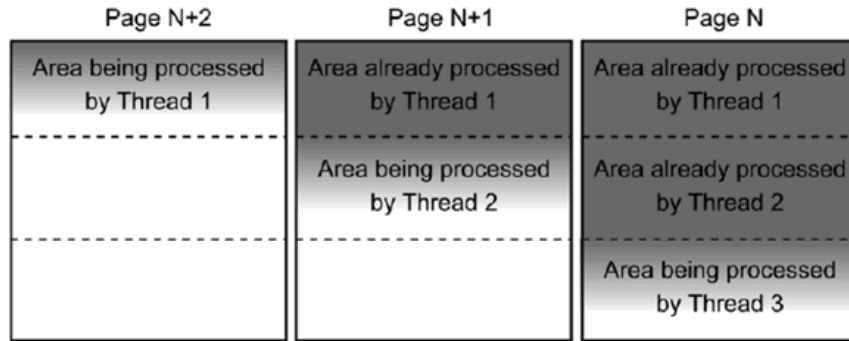 Page N+2
Page N+1
Page N
Area being processed
by Thread 1
Area already processed
by Thread 1
Area already processed
by Thread 1
Area being processed
by Thread 2
Area already processed
by Thread 2
Area being processed
by Thread 3